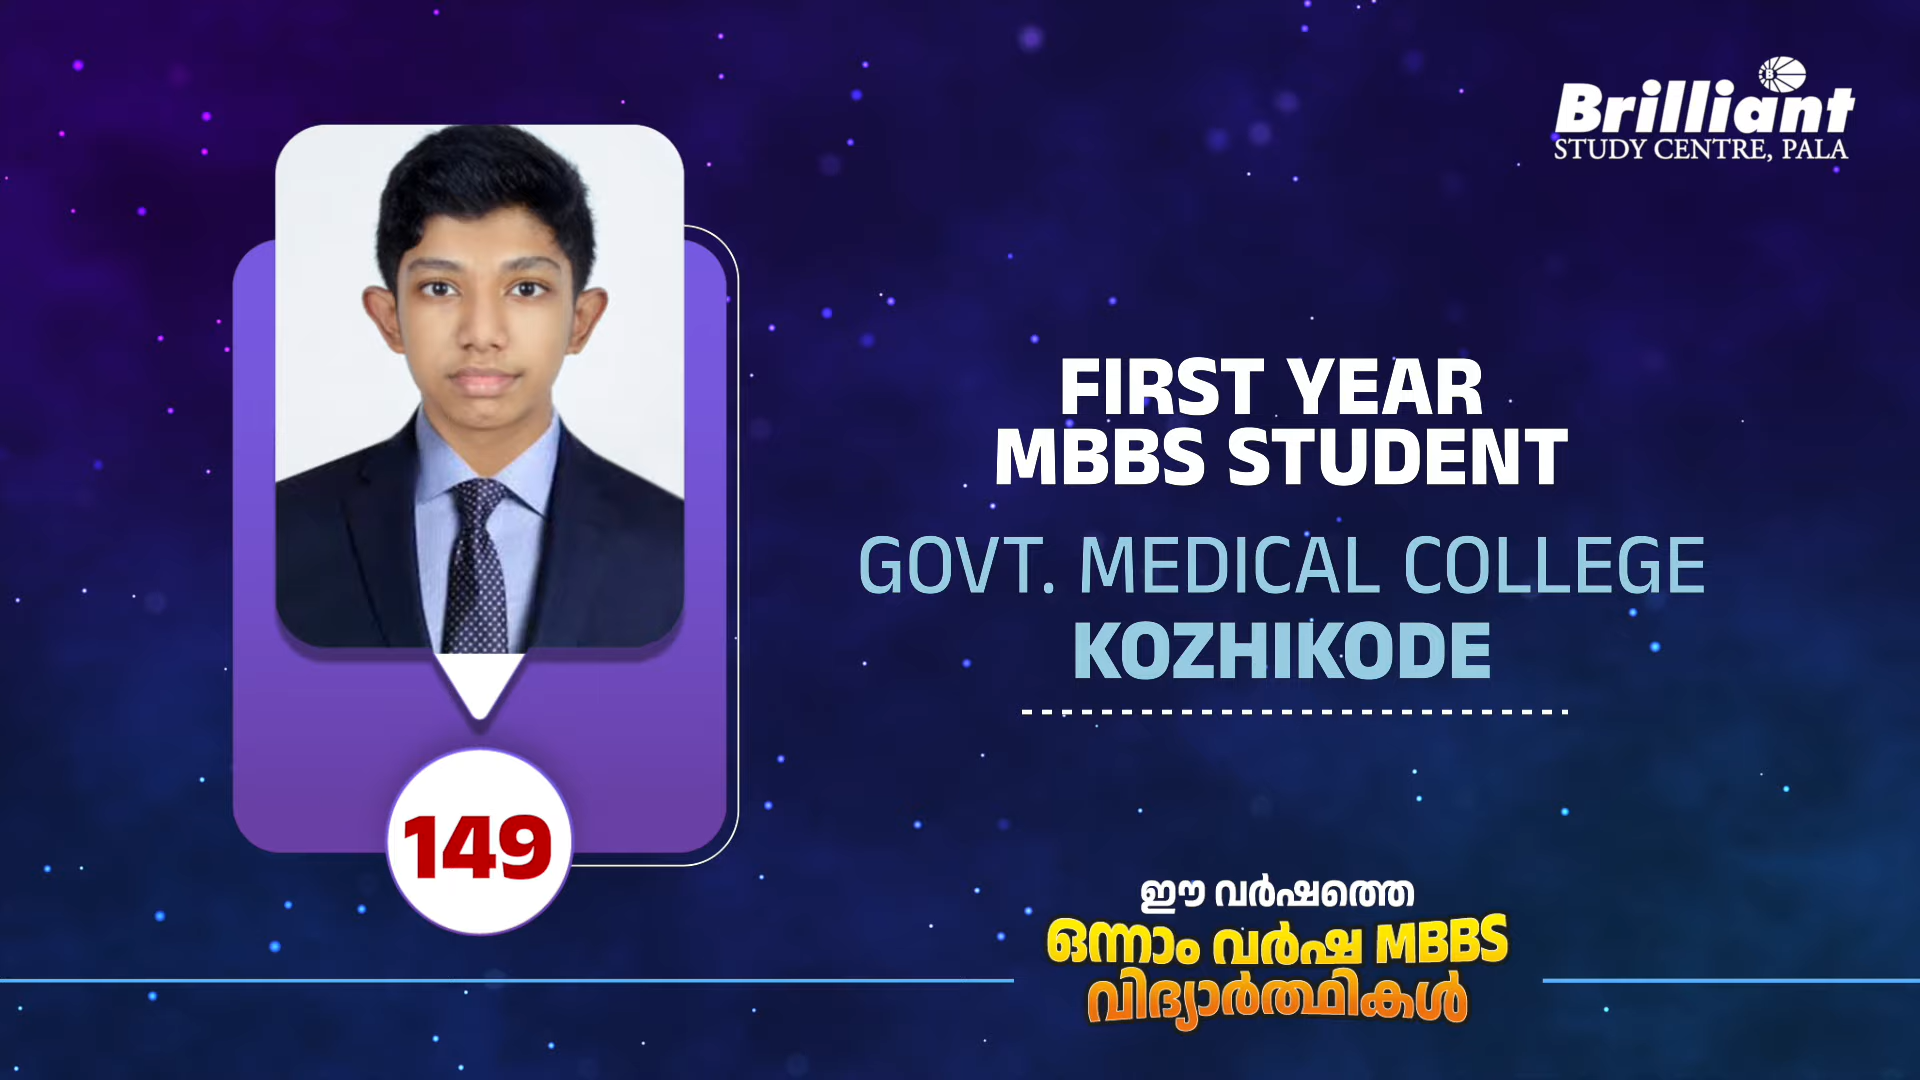 Brilliant
STUDY CENTRE, PALA
FIRST YEAR
MBBS STUDENT
GOVT. MEDICAL COLLEGE
KOZHIKODE
149
ഈ വർഷത്തെ
ഒന്നാം വർഷ MBBS
വിദ്യാർത്ഥികൾ